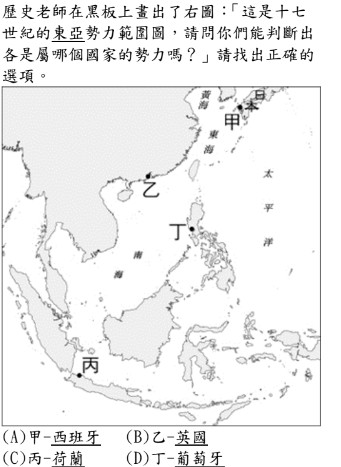 歷史老師在黑板上畫出了右圖：「這是十七
世紀的東亞勢力範圍圖，請問你們能判斷出
各是屬哪個國家的勢力嗎？」請找出正確的
選項。
黃海
日本
甲
東海
乙
太平洋
丁
南海
丙
(A)甲-西班牙 (B)乙-英國
(C)丙-荷蘭 (D)丁-葡萄牙